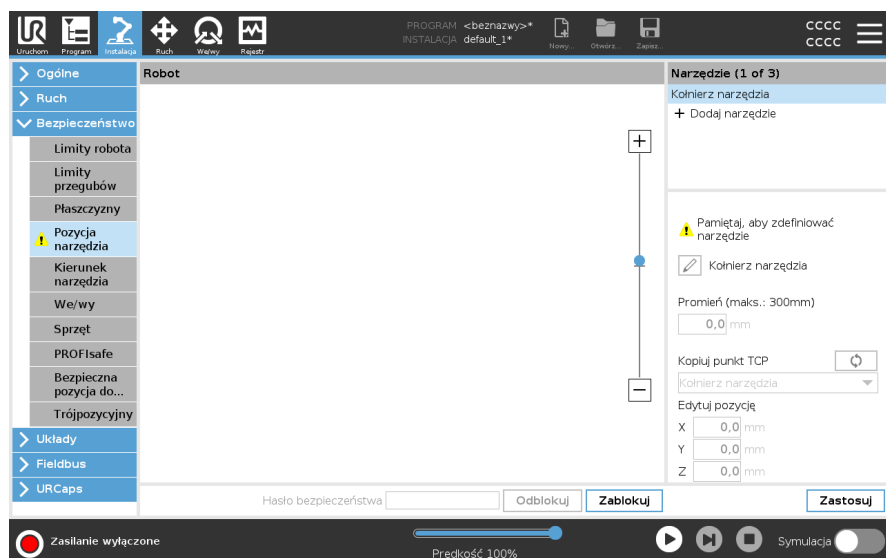 PROGRAM <beznazwy>*
INSTALACJA default_1*
Uruchom
Program
Instalacja
Ruch
We/wy
Rejestr
Nowy...
Otwórz...
Zapisz...
cccc
cccc
Ogólne
Ruch
Bezpieczeństwo
Limity robota
Limity
przegubów
Płaszczyzny
Pozycja
narzędzia
Kierunek
narzędzia
We/wy
Sprzęt
PROFIsafe
Bezpieczna
pozycja do...
Trójpozycyjny
Układy
Fieldbus
URCaps
Robot
Hasło bezpieczeństwa
Odblokuj
Zablokuj
Narzędzie (1 of 3)
Kołnierz narzędzia
Dodaj narzędzie
Pamiętaj, aby zdefiniować
narzędzie
Kołnierz narzędzia
Promień (maks.: 300mm)
0,0 mm
Kopiuj punkt TCP
Kołnierz narzędzia
Edytuj pozycję
X 0,0 mm
Y 0,0 mm
Z 0,0 mm
Zastosuj
Zasilanie wyłączone
Prędkość 100%
Symulacja